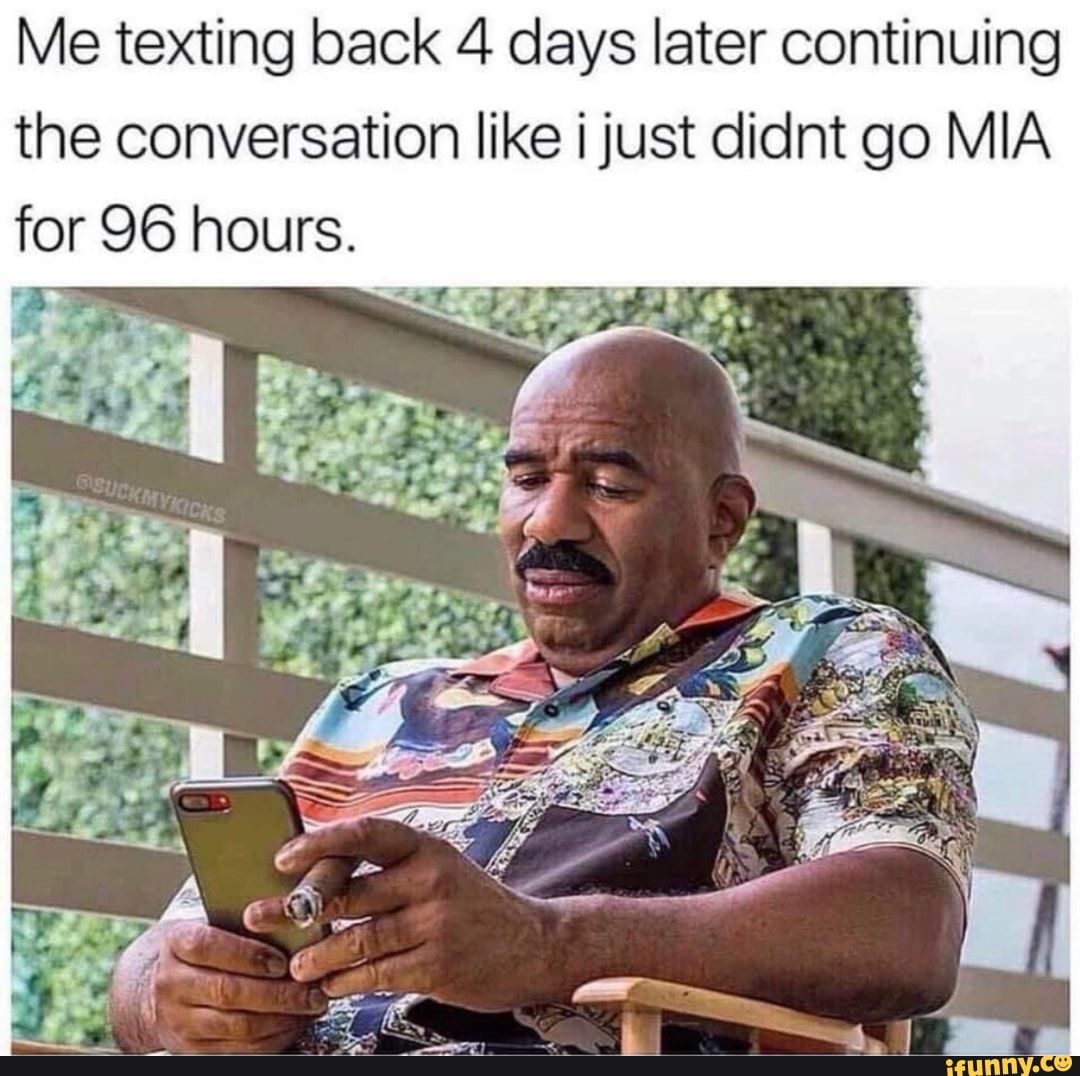 Me texting back 4 days later continuing
the conversation like i just didnt go MIA
for 96 hours.
@SUCKMYKICKS
ifunny.co